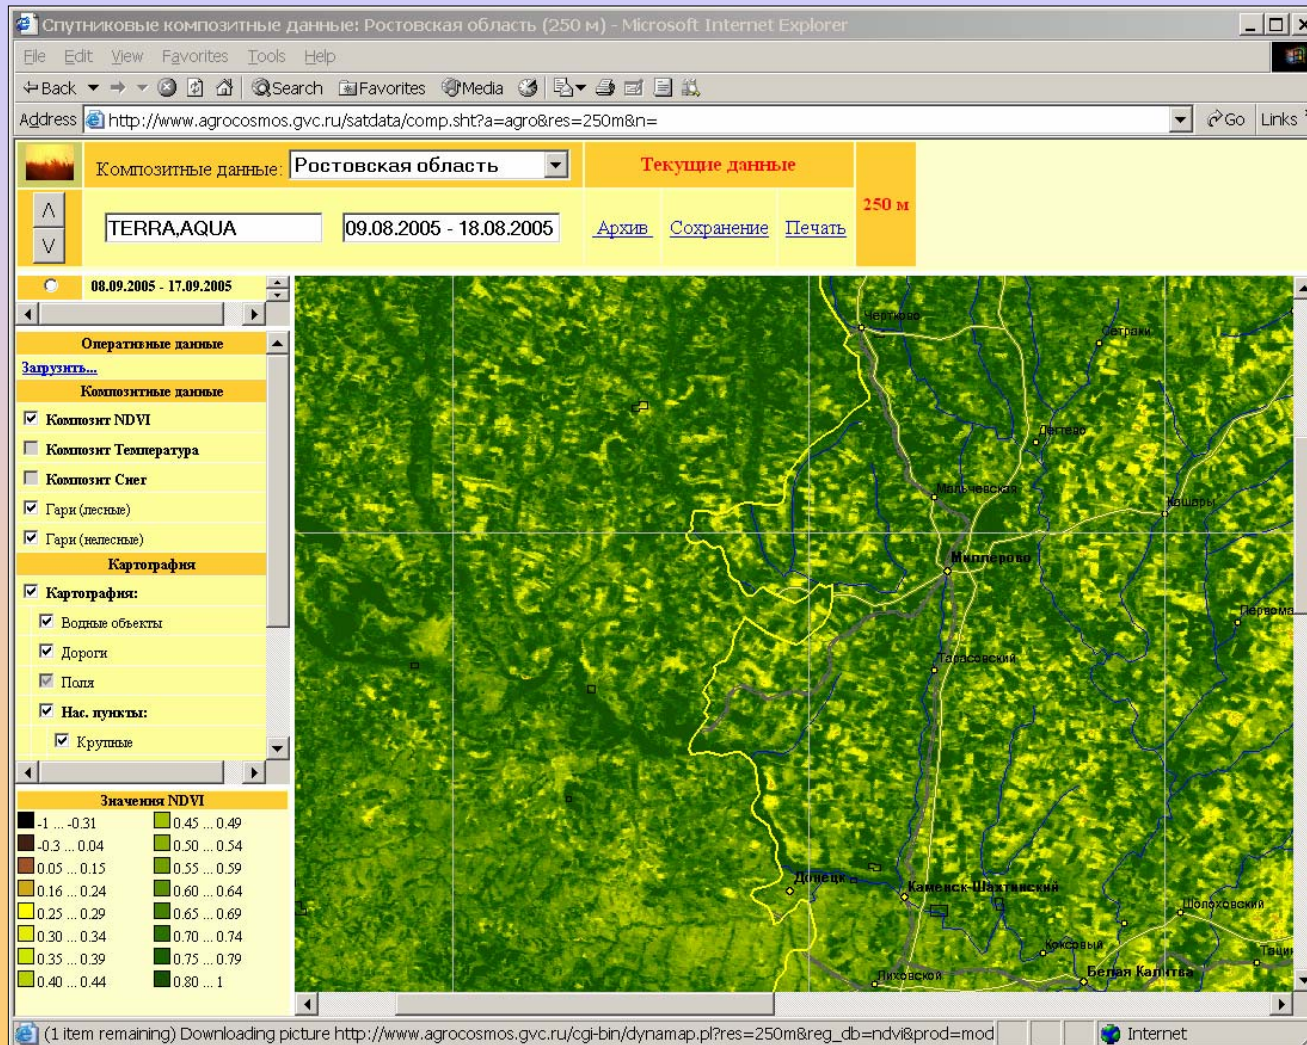 Спутниковые композитные данные: Ростовская область (250 м) - Microsoft Internet Explorer
File Edit View Favorites Tools Help
Back Search Favorites Media
Address http://www.agrocosmos.gvc.ru/satdata/comp.sht?a=agro&res=250m&n= Go Links
Композитные данные: Ростовская область Текущие данные
250 м
TERRA,AQUA 09.08.2005 - 18.08.2005 Архив Сохранение Печать
08.09.2005 - 17.09.2005
Оперативные данные
Загрузить...
Композитные данные
Композит NDVI
Композит Температура
Композит Снег
Гари (лесные)
Гари (нелесные)
Картография
Картография:
Водные объекты
Дороги
Поля
Нас. пункты:
Крупные
Значения NDVI
-1 ... -0.31 0.45 ... 0.49
-0.3 ... 0.04 0.50 ... 0.54
0.05 ... 0.15 0.55 ... 0.59
0.16 ... 0.24 0.60 ... 0.64
0.25 ... 0.29 0.65 ... 0.69
0.30 ... 0.34 0.70 ... 0.74
0.35 ... 0.39 0.75 ... 0.79
0.40 ... 0.44 0.80 ... 1
Чертково
Сетраки
Дегтево
Мальчевская
Кашары
Миллерово
Первома
Тарасовский
Донецк
Каменск-Шахтинский
Шолоховский
Коксовый
Тацин
Лиховской
Белая Калитва
(1 item remaining) Downloading picture http://www.agrocosmos.gvc.ru/cgi-bin/dynamap.pl?res=250m&reg_db=ndvi&prod=mod Internet